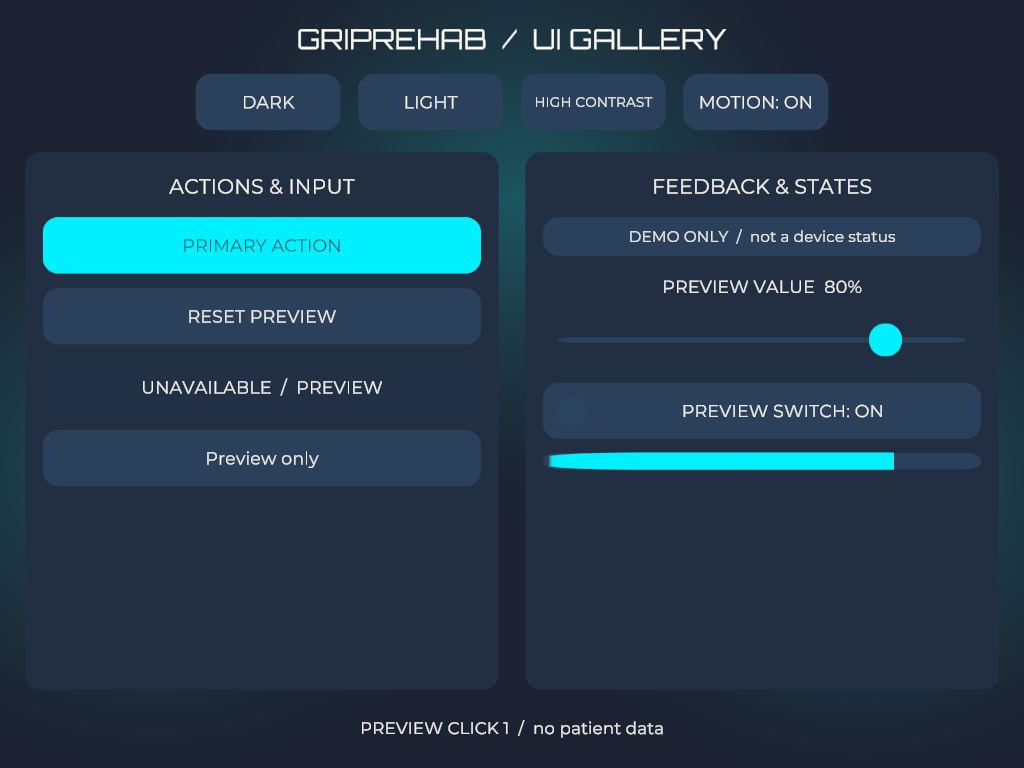 GRIPREHAB / UI GALLERY
DARK
LIGHT
HIGH CONTRAST
MOTION: ON
ACTIONS & INPUT
PRIMARY ACTION
RESET PREVIEW
UNAVAILABLE / PREVIEW
Preview only
FEEDBACK & STATES
DEMO ONLY / not a device status
PREVIEW VALUE 80%
PREVIEW SWITCH: ON
PREVIEW CLICK 1 / no patient data